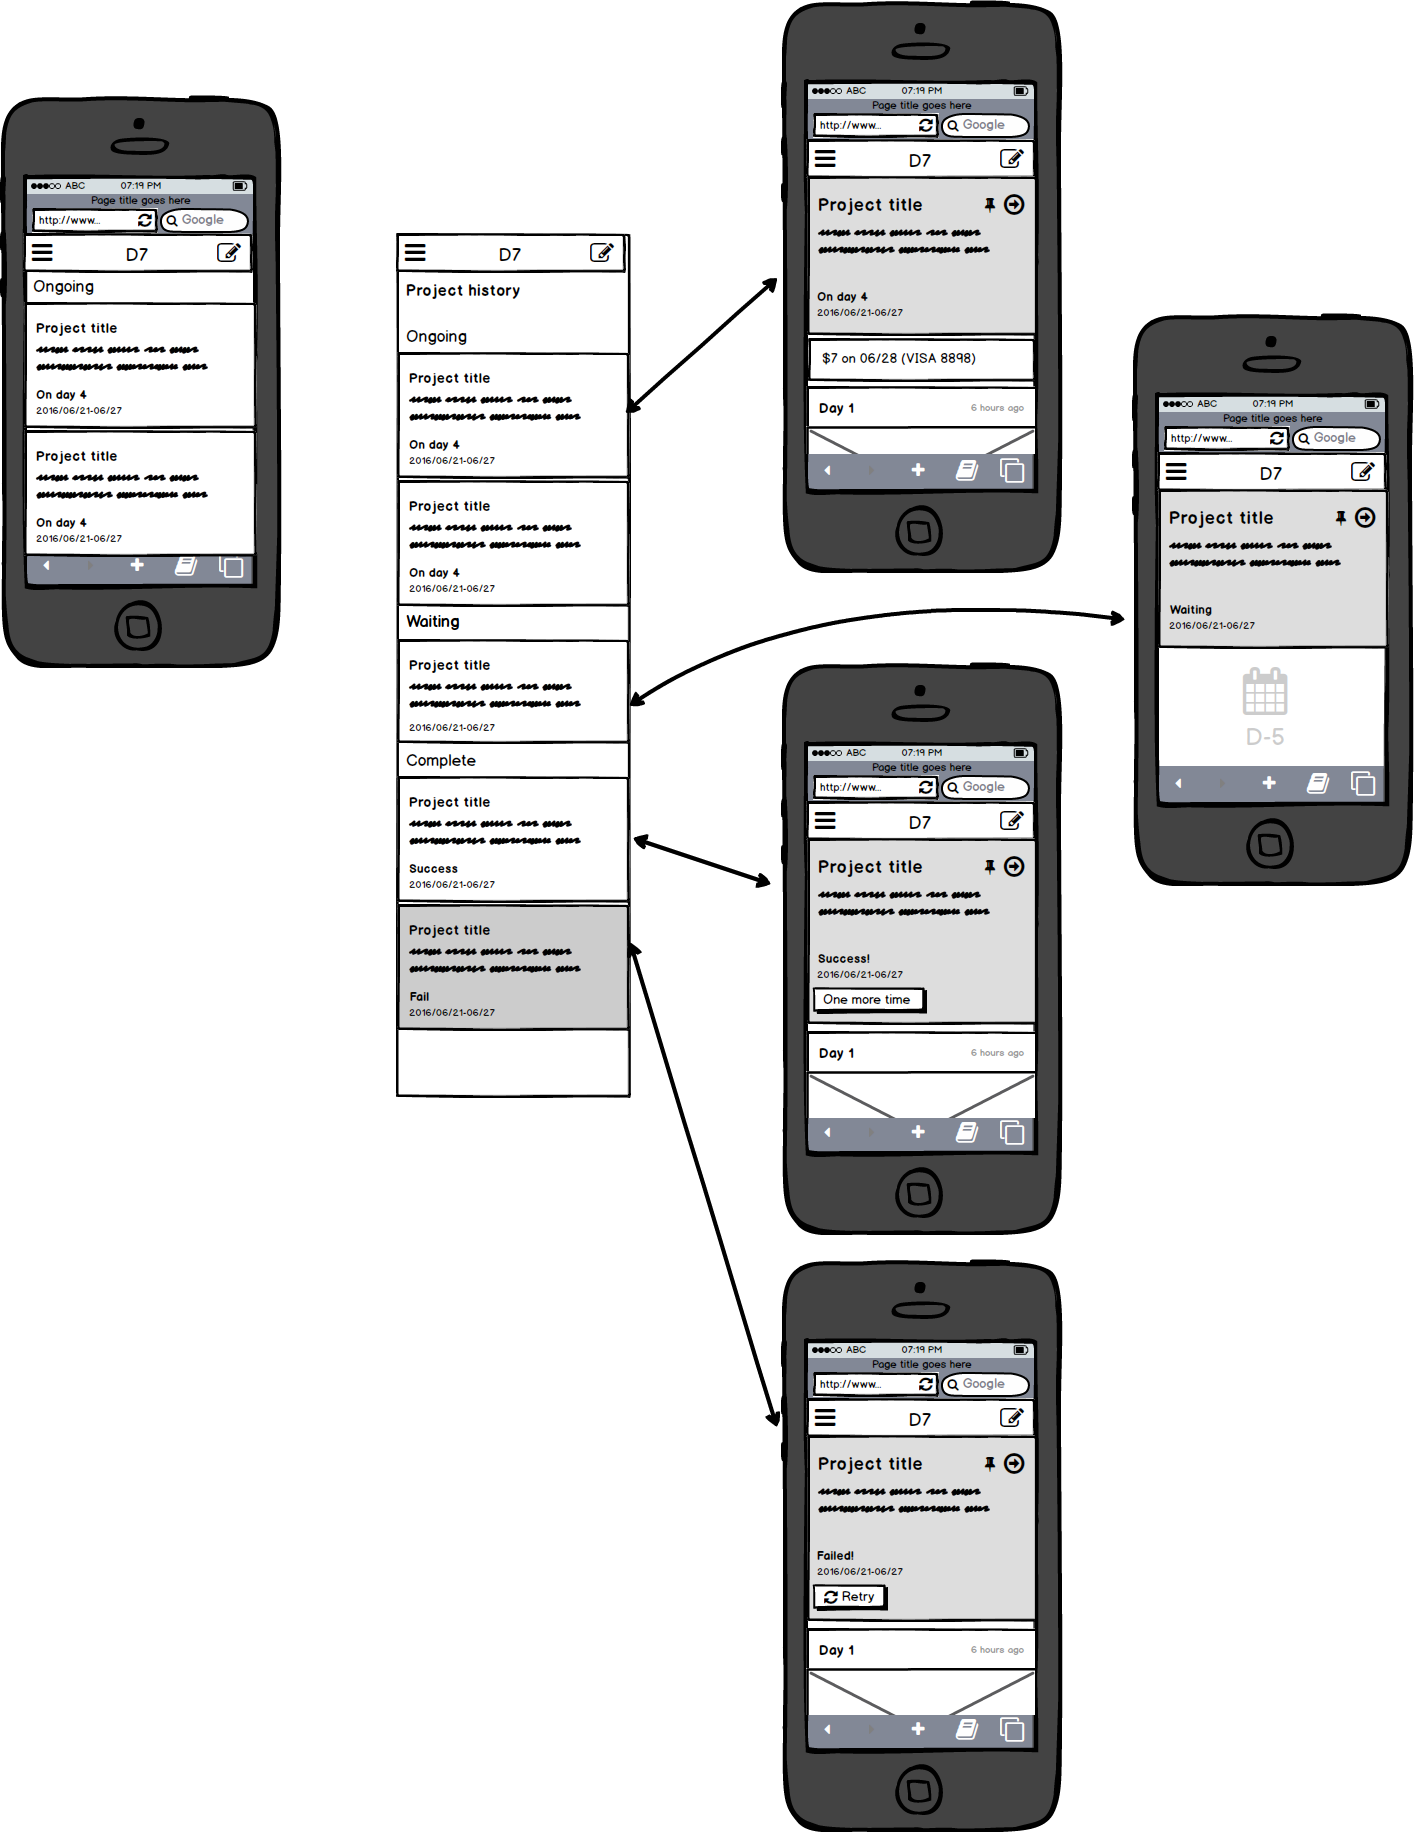 ABC 07:19 PM
Page title goes here
http://www... Google
D7
Ongoing
Project title
On day 4
2016/06/21-06/27
Project title
On day 4
2016/06/21-06/27
D7
Project history
Ongoing
Project title
On day 4
2016/06/21-06/27
Project title
On day 4
2016/06/21-06/27
Waiting
Project title
2016/06/21-06/27
Complete
Project title
Success
2016/06/21-06/27
Project title
Fail
2016/06/21-06/27
ABC 07:19 PM
Page title goes here
http://www... Google
D7
Project title
On day 4
2016/06/21-06/27
$7 on 06/28 (VISA 8898)
Day 1 6 hours ago
ABC 07:19 PM
Page title goes here
http://www... Google
D7
Project title
Waiting
2016/06/21-06/27
D-5
ABC 07:19 PM
Page title goes here
http://www... Google
D7
Project title
Success!
2016/06/21-06/27
One more time
Day 1 6 hours ago
ABC 07:19 PM
Page title goes here
http://www... Google
D7
Project title
Failed!
2016/06/21-06/27
Retry
Day 1 6 hours ago